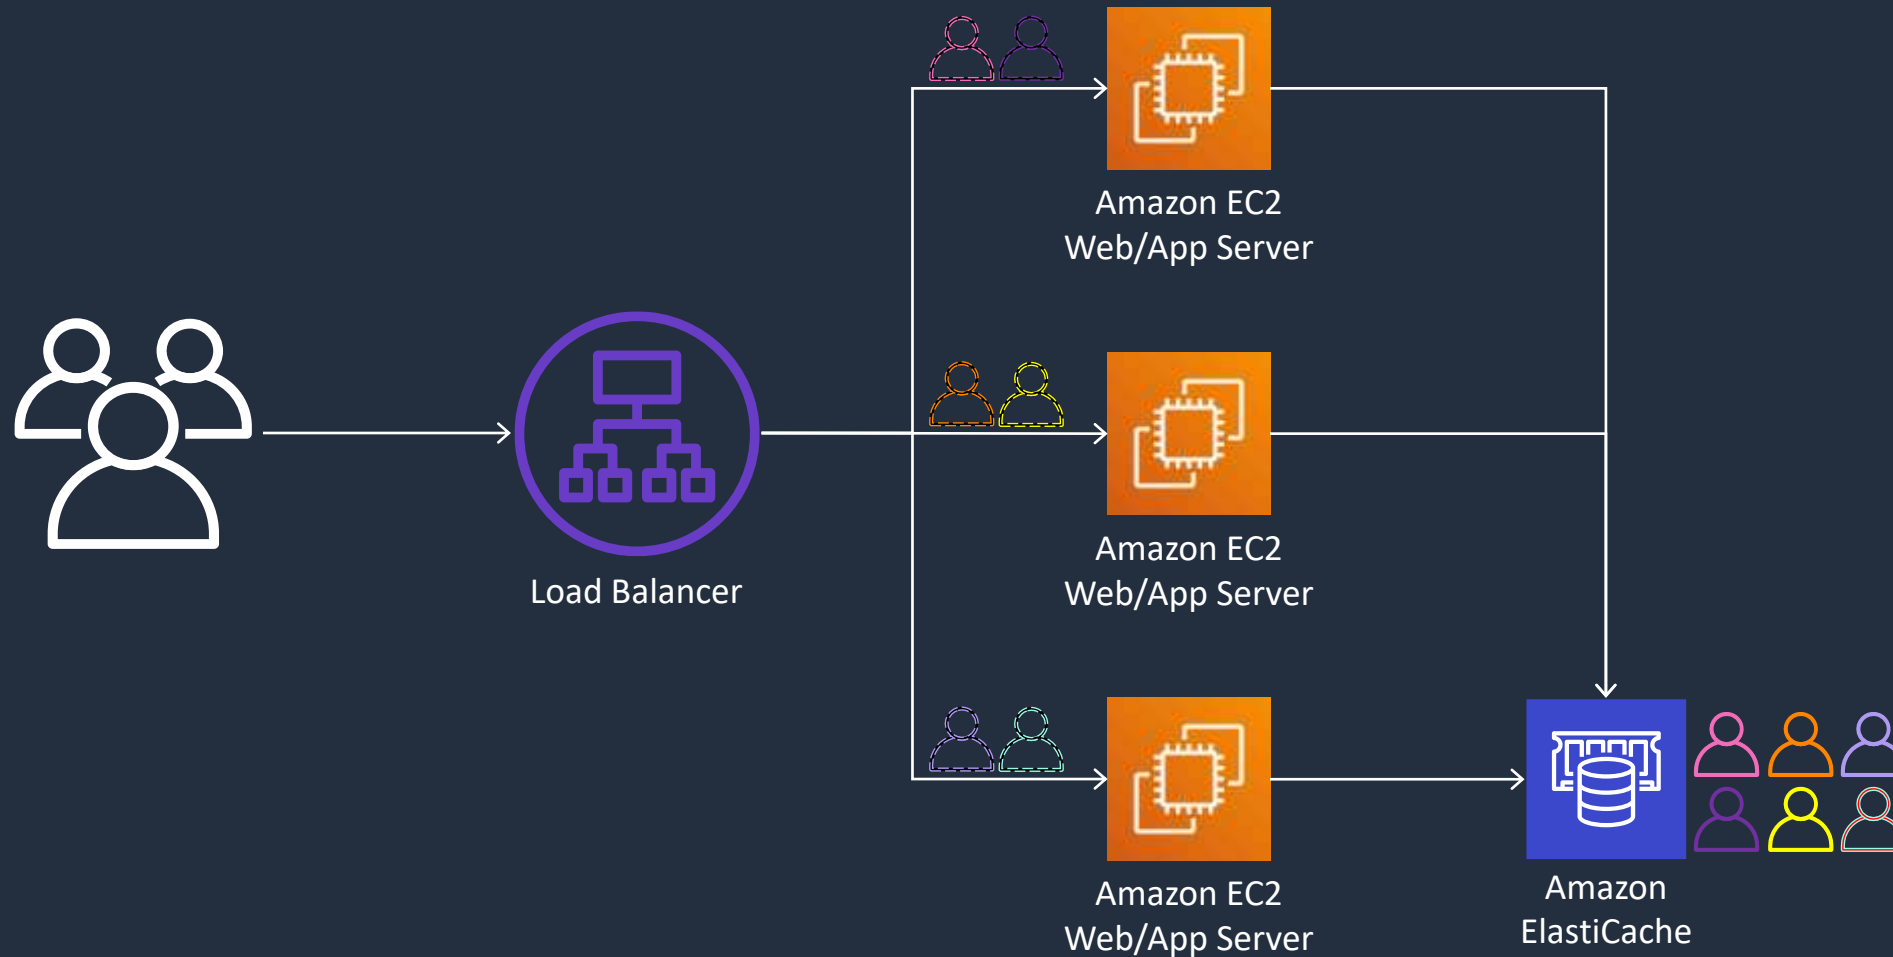 Amazon EC2
Web/App Server
Load Balancer
Amazon EC2
Web/App Server
Amazon EC2
Web/App Server
Amazon
ElastiCache